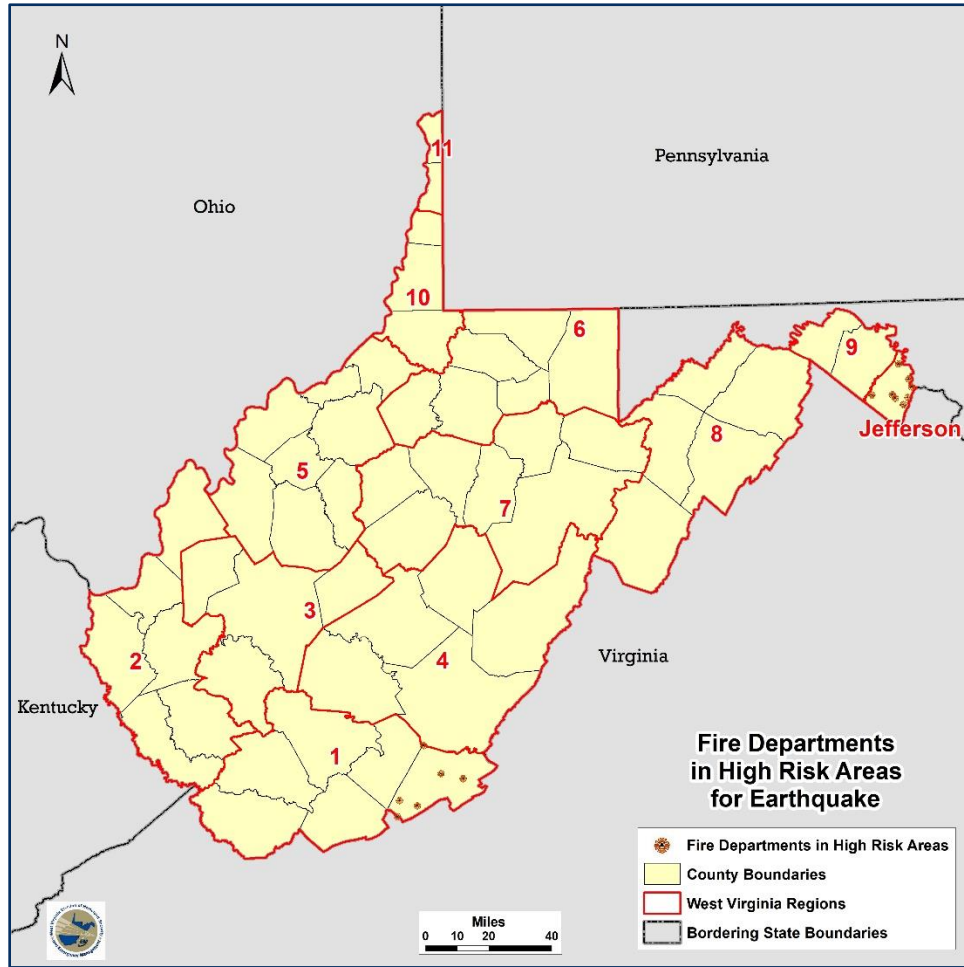 N
11
Pennsylvania
Ohio
10
6
9
Jefferson
8
5
7
3
2
4
Virginia
Kentucky
1
Fire Departments
in High Risk Areas
for Earthquake
Fire Departments in High Risk Areas
County Boundaries
West Virginia Regions
Bordering State Boundaries
Miles
0 10 20 40